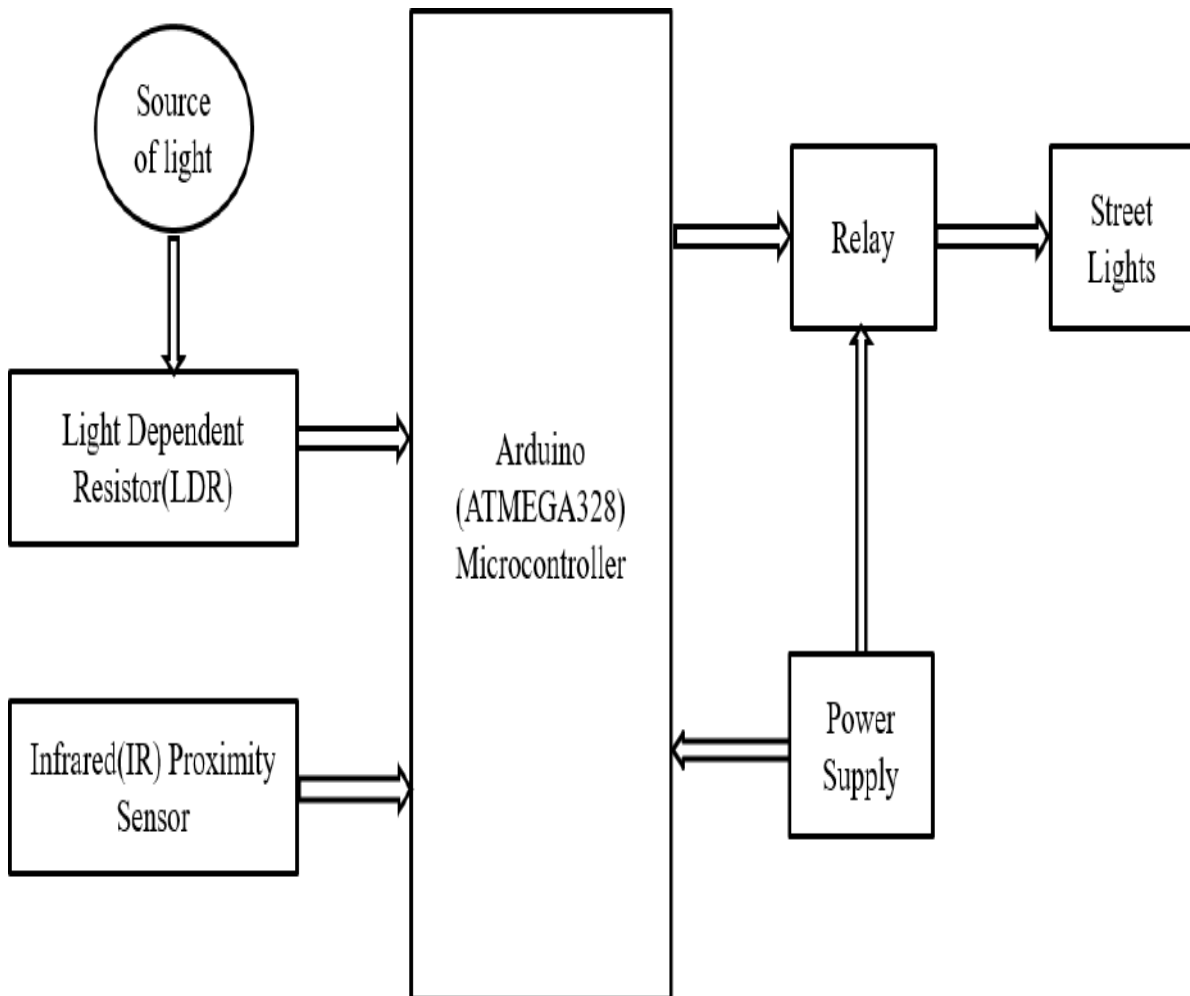 Source
of light
Light Dependent
Resistor(LDR)
Infrared(IR) Proximity
Sensor
Arduino
(ATMEGA328)
Microcontroller
Relay
Street
Lights
Power
Supply